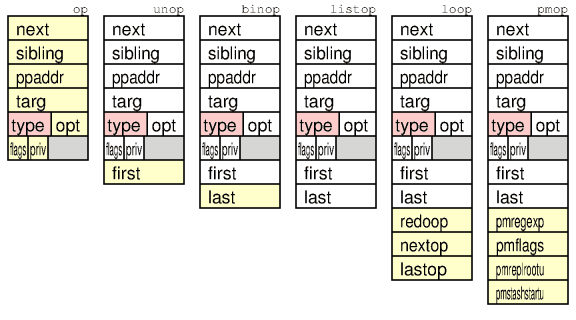 op unop binop listop loop pmop
next next next next next next
sibling sibling sibling sibling sibling sibling
ppaddr ppaddr ppaddr ppaddr ppaddr ppaddr
targ targ targ targ targ targ
type opt type opt type opt type opt type opt type opt
flags priv flags priv flags priv flags priv flags priv flags priv
first first first first first
last last last last
redoop pmregexp
nextop pmflags
lastop pmreplrootu
pmstashstartu